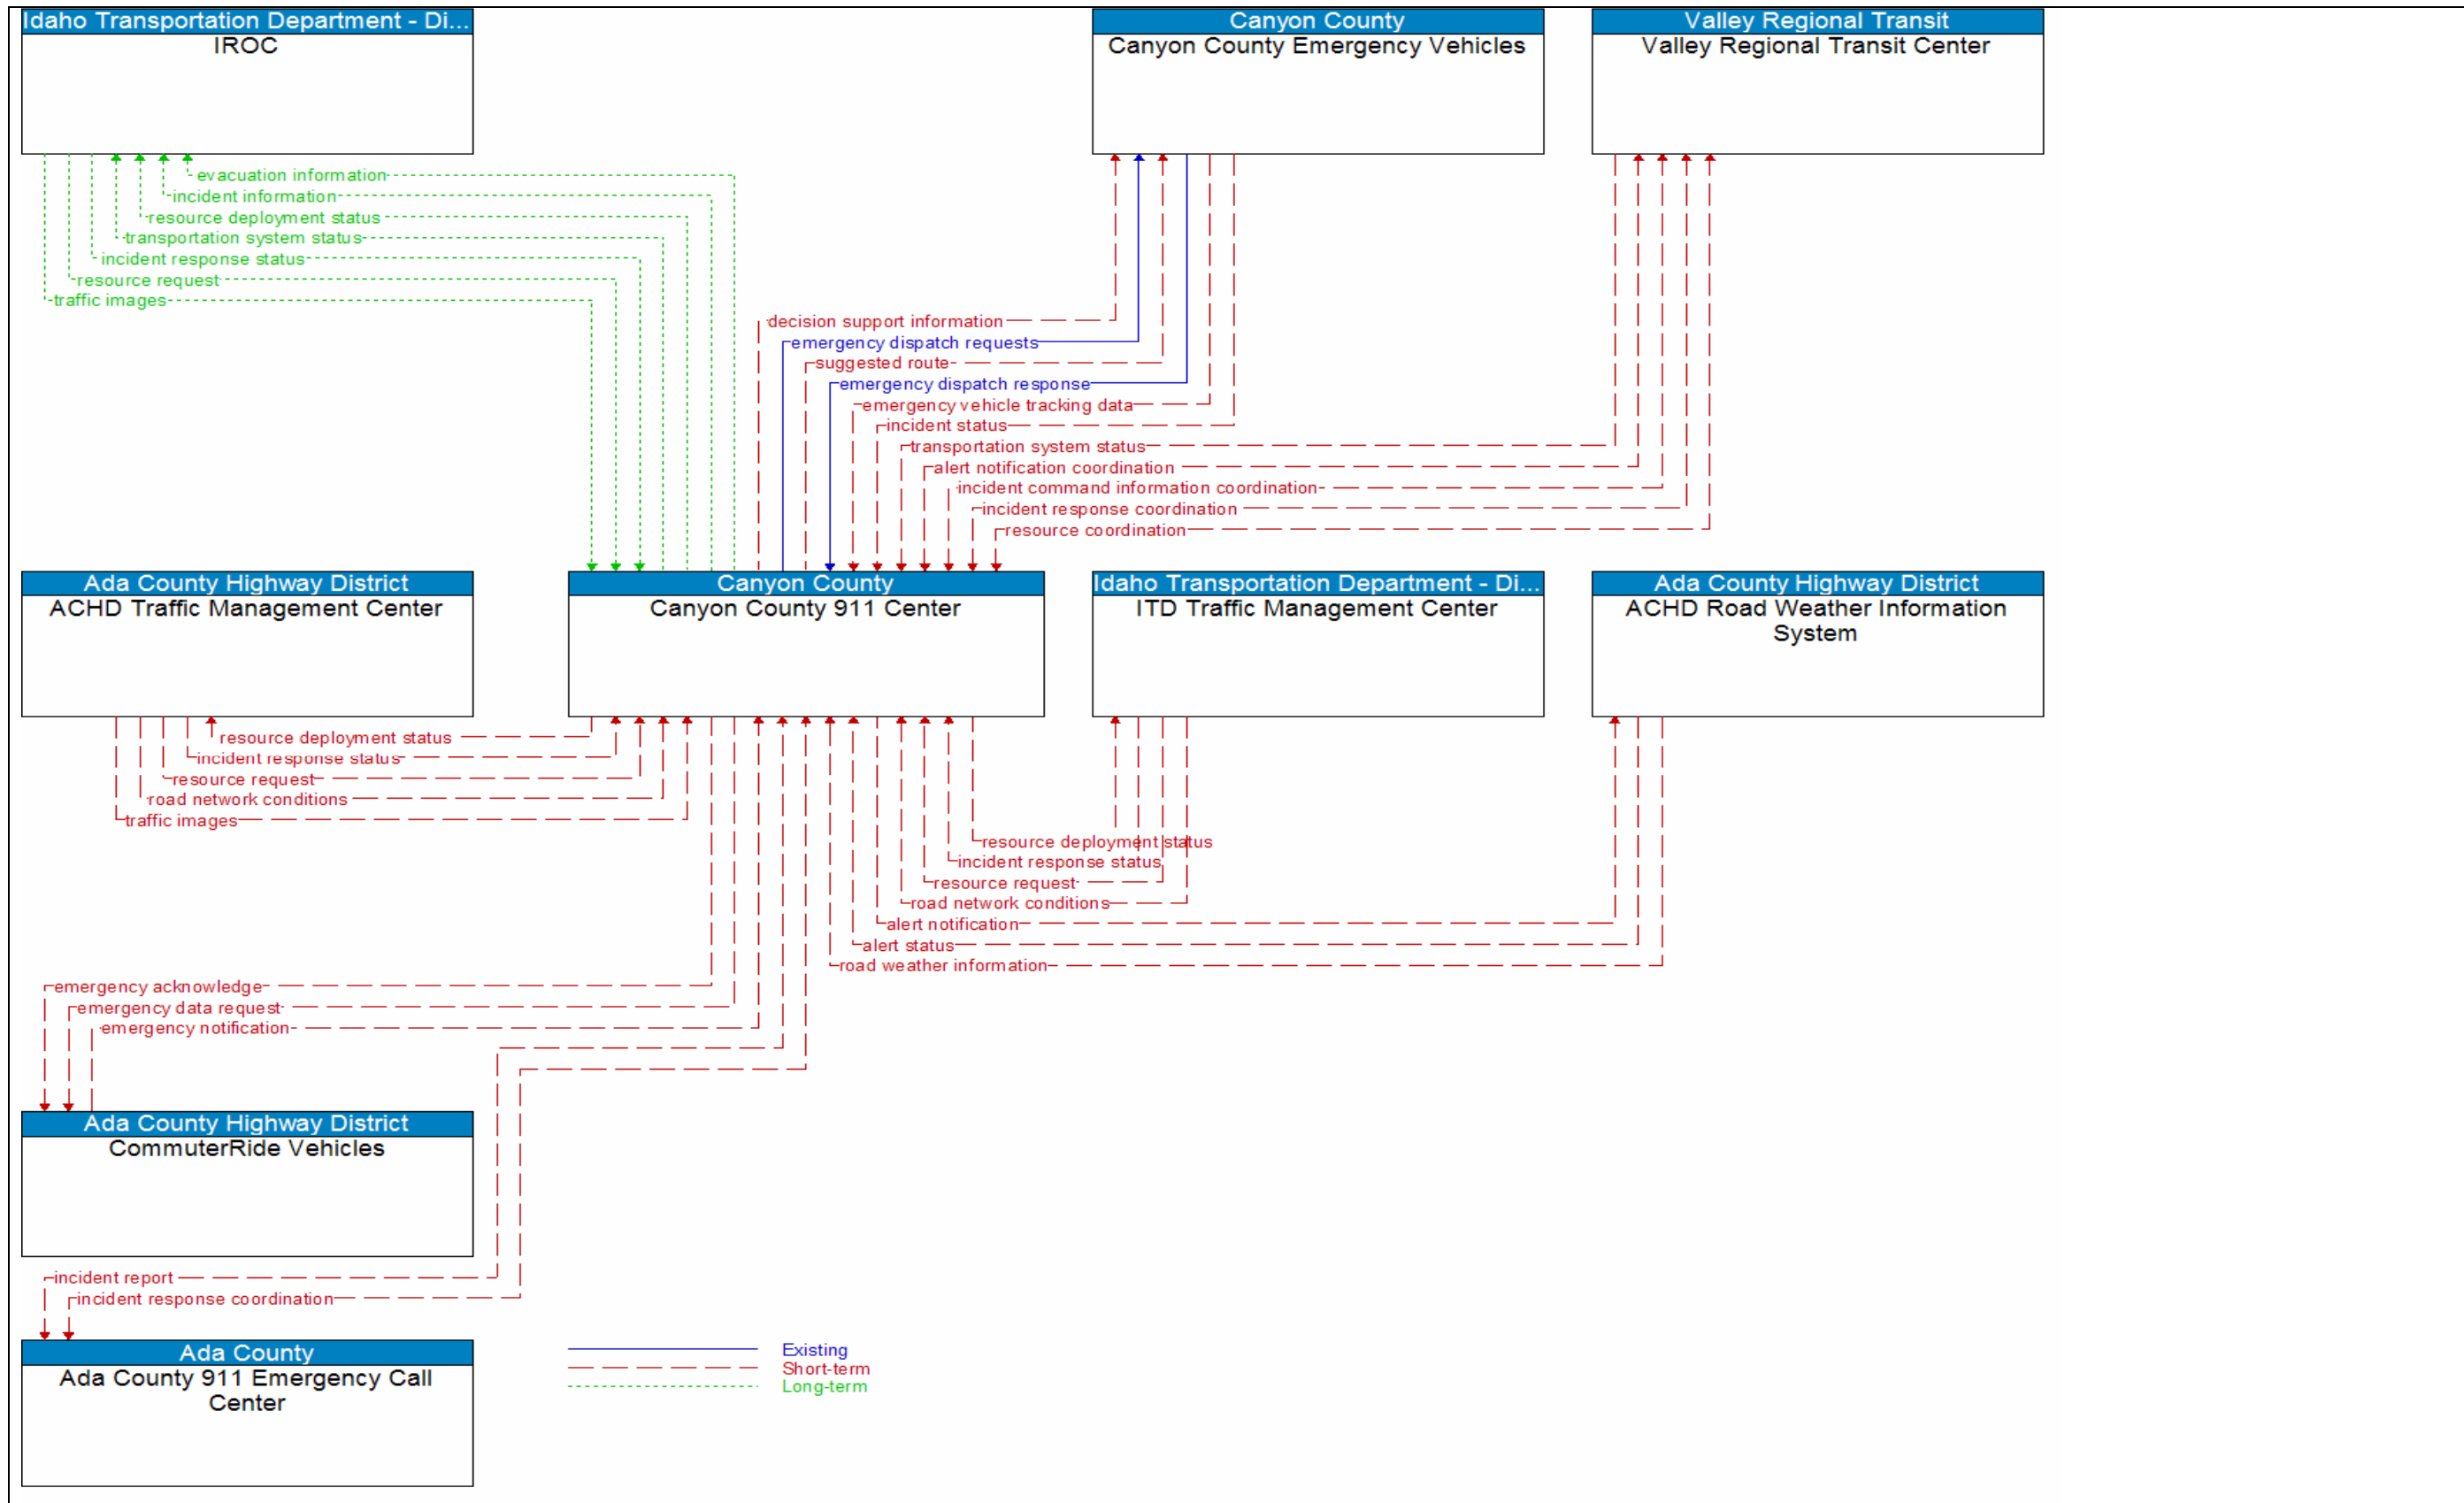 Idaho Transportation Department - Di...
IROC
Canyon County
Canyon County Emergency Vehicles
Valley Regional Transit
Valley Regional Transit Center
evacuation information
incident information
resource deployment status
transportation system status
incident response status
resource request
traffic images
decision support information
emergency dispatch requests
suggested route
emergency dispatch response
emergency vehicle tracking data
incident status
transportation system status
alert notification coordination
incident command information coordination
incident response coordination
resource coordination
Ada County Highway District
ACHD Traffic Management Center
Canyon County
Canyon County 911 Center
Idaho Transportation Department - Di...
ITD Traffic Management Center
Ada County Highway District
ACHD Road Weather Information
System
resource deployment status
incident response status
resource request
road network conditions
traffic images
resource deployment status
incident response status
resource request
road network conditions
alert notification
alert status
road weather information
emergency acknowledge
emergency data request
emergency notification
Ada County Highway District
CommuterRide Vehicles
incident report
incident response coordination
Ada County
Ada County 911 Emergency Call
Center
Existing
Short-term
Long-term